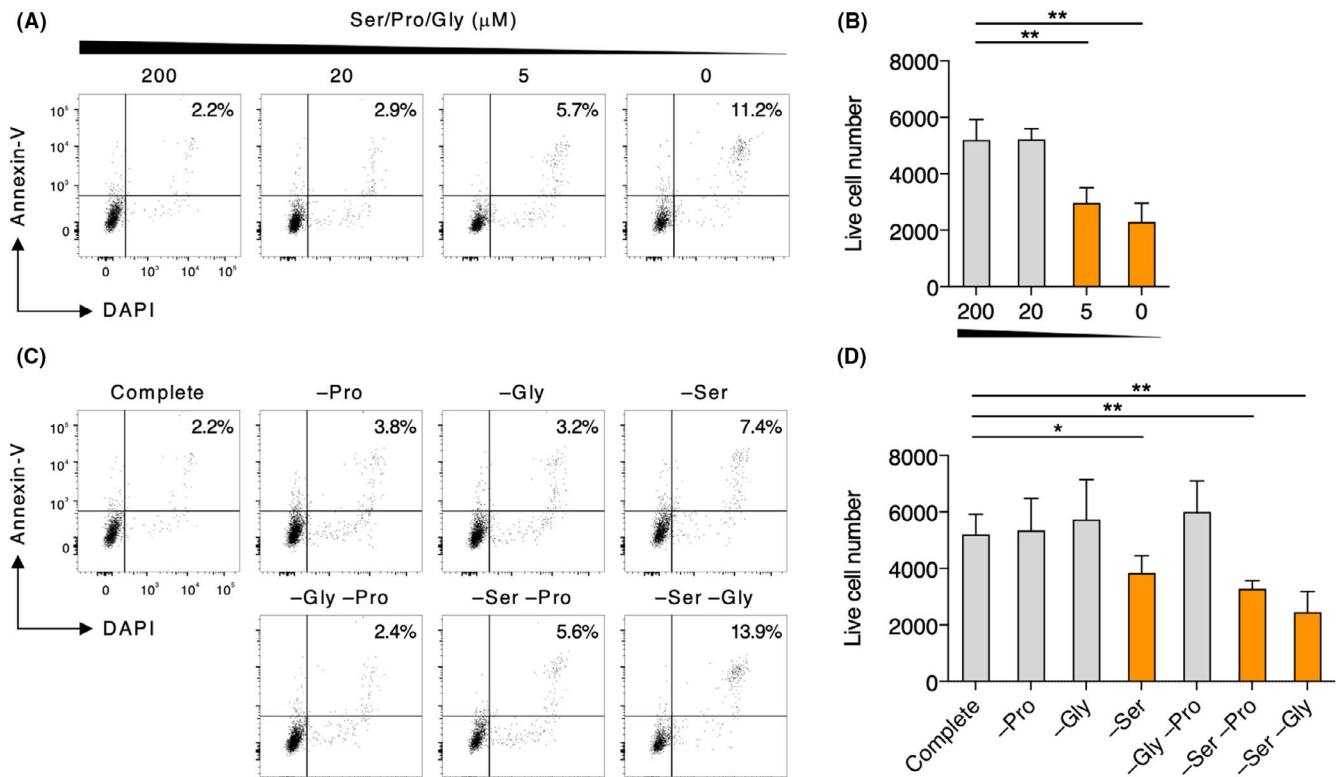 (A)
Ser/Pro/Gly (μM)
200 20 5 0
2.2% 2.9% 5.7% 11.2%
Annexin-V
10⁵
10⁴
10³
0
0 10³ 10⁴ 10⁵
DAPI
(B)
**
**
Live cell number
8000
6000
4000
2000
0
200 20 5 0
(C)
Complete –Pro –Gly –Ser
2.2% 3.8% 3.2% 7.4%
Annexin-V
10⁵
10⁴
10³
0
0 10³ 10⁴ 10⁵
DAPI
–Gly –Pro –Ser –Pro –Ser –Gly
2.4% 5.6% 13.9%
(D)
**
**
*
Live cell number
8000
6000
4000
2000
0
Complete –Pro –Gly –Ser –Gly –Pro –Ser –Pro –Ser –Gly